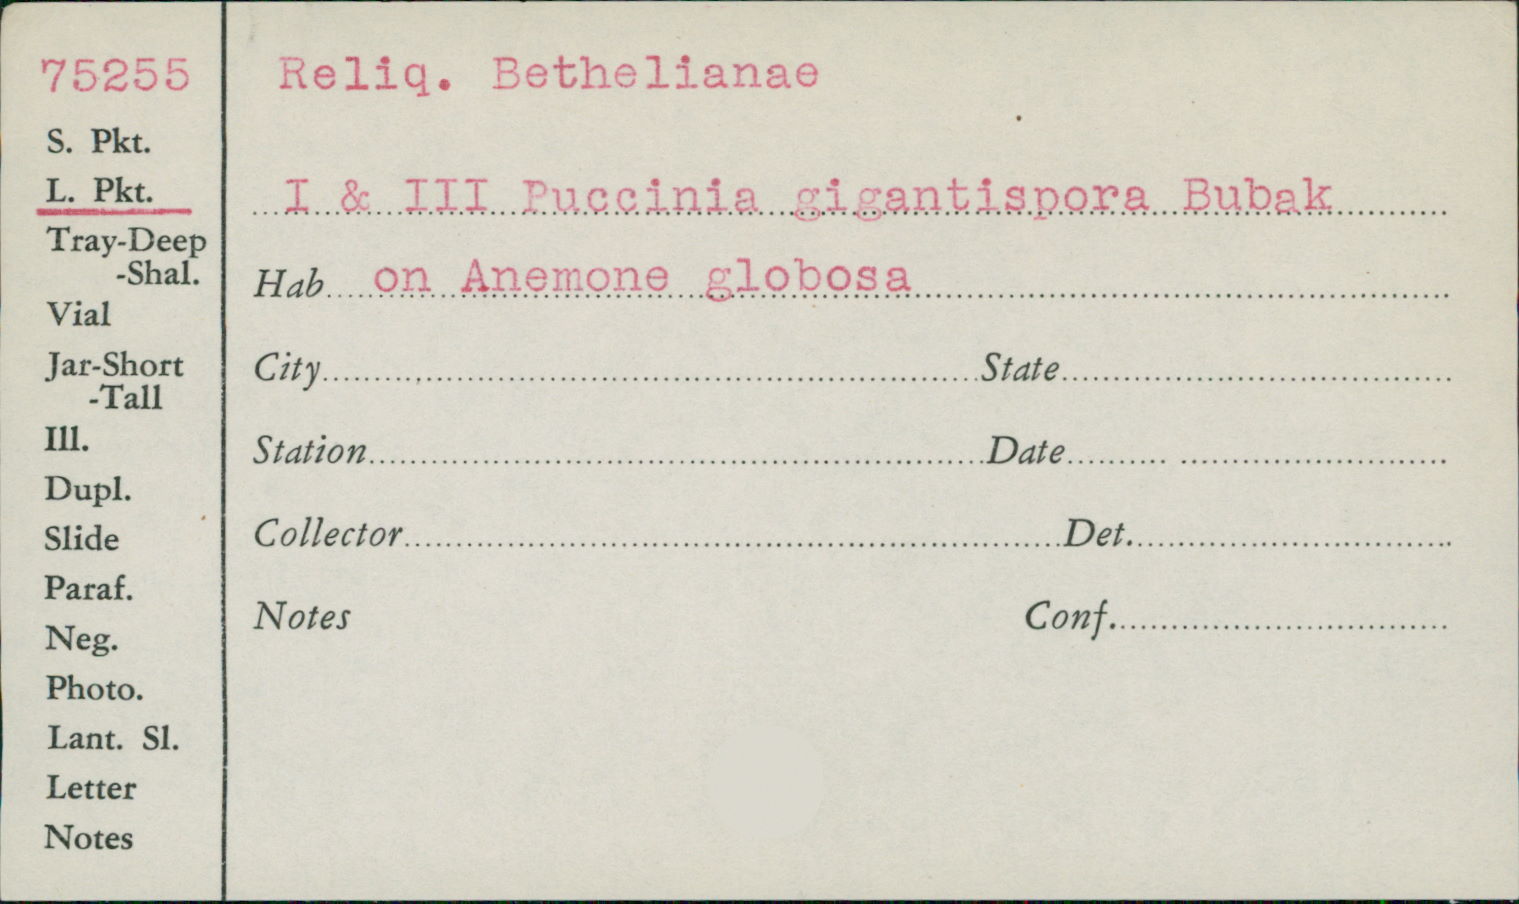 75255
S. Pkt.
L. Pkt.
Tray-Deep
-Shal.
Vial
Jar-Short
-Tall
Ill.
Dupl.
Slide
Paraf.
Neg.
Photo.
Lant. Sl.
Letter
Notes
Reliq. Bethelianae
I & III Puccinia gigantispora Bubak
Hab on Anemone globosa
City State
Station Date
Collector Det.
Notes Conf.